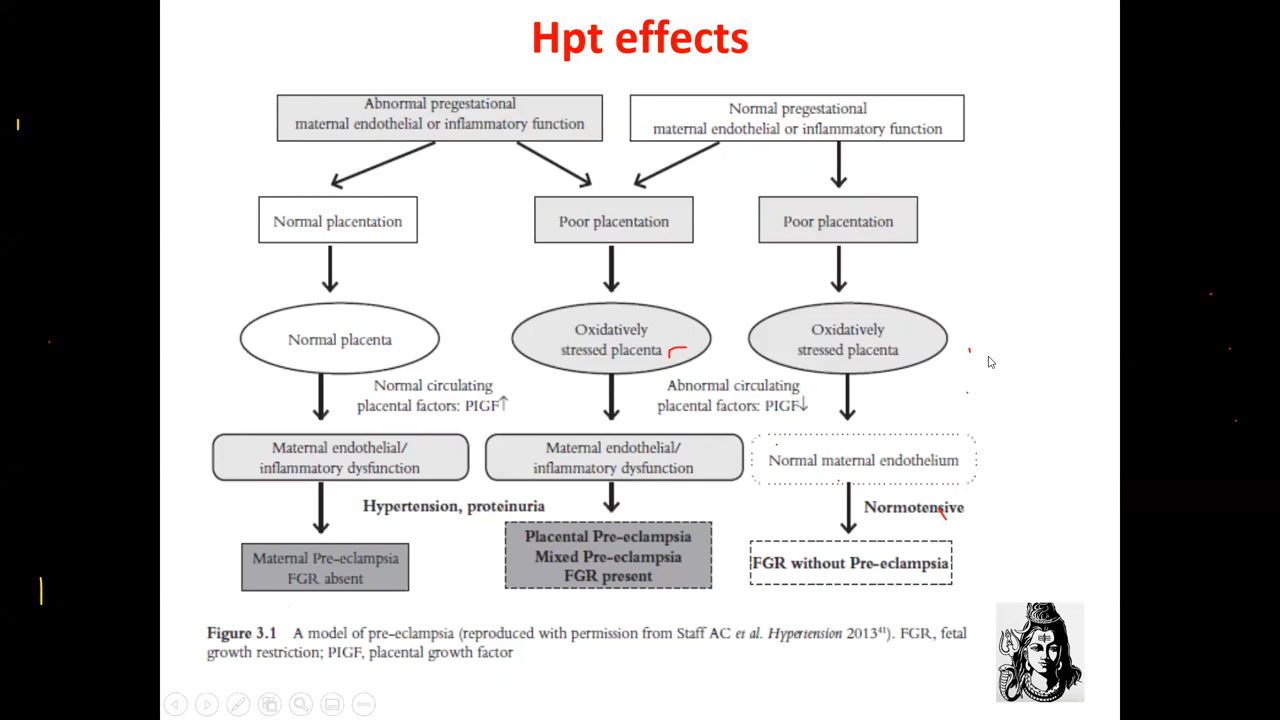 Hpt effects
Abnormal pregestational
maternal endothelial or inflammatory function
Normal pregestational
maternal endothelial or inflammatory function
Normal placentation
Poor placentation
Poor placentation
Normal placenta
Oxidatively
stressed placenta
Oxidatively
stressed placenta
Normal circulating
placental factors: PIGF↑
Abnormal circulating
placental factors: PIGF↓
Maternal endothelial/
inflammatory dysfunction
Maternal endothelial/
inflammatory dysfunction
Normal maternal endothelium
Hypertension, proteinuria
Normotensive
Maternal Pre-eclampsia
FGR absent
Placental Pre-eclampsia
Mixed Pre-eclampsia
FGR present
FGR without Pre-eclampsia
Figure 3.1 A model of pre-eclampsia (reproduced with permission from Staff AC et al. Hypertension 2013⁴¹). FGR, fetal
growth restriction; PIGF, placental growth factor